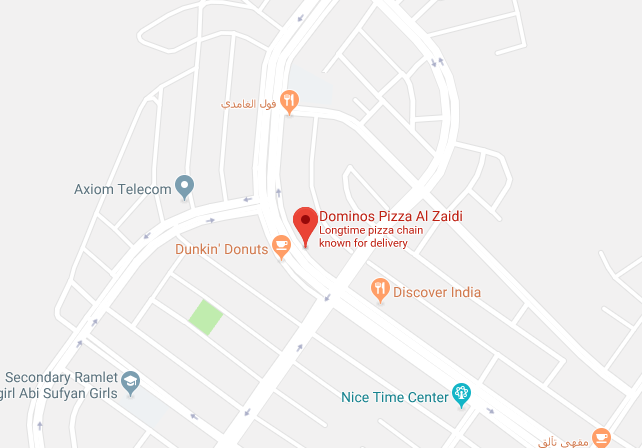 فول الغامدي
Axiom Telecom
Dominos Pizza Al Zaidi
Longtime pizza chain
known for delivery
Dunkin' Donuts
Discover India
Secondary Ramlet
girl Abi Sufyan Girls
Nice Time Center
مقهى تألق